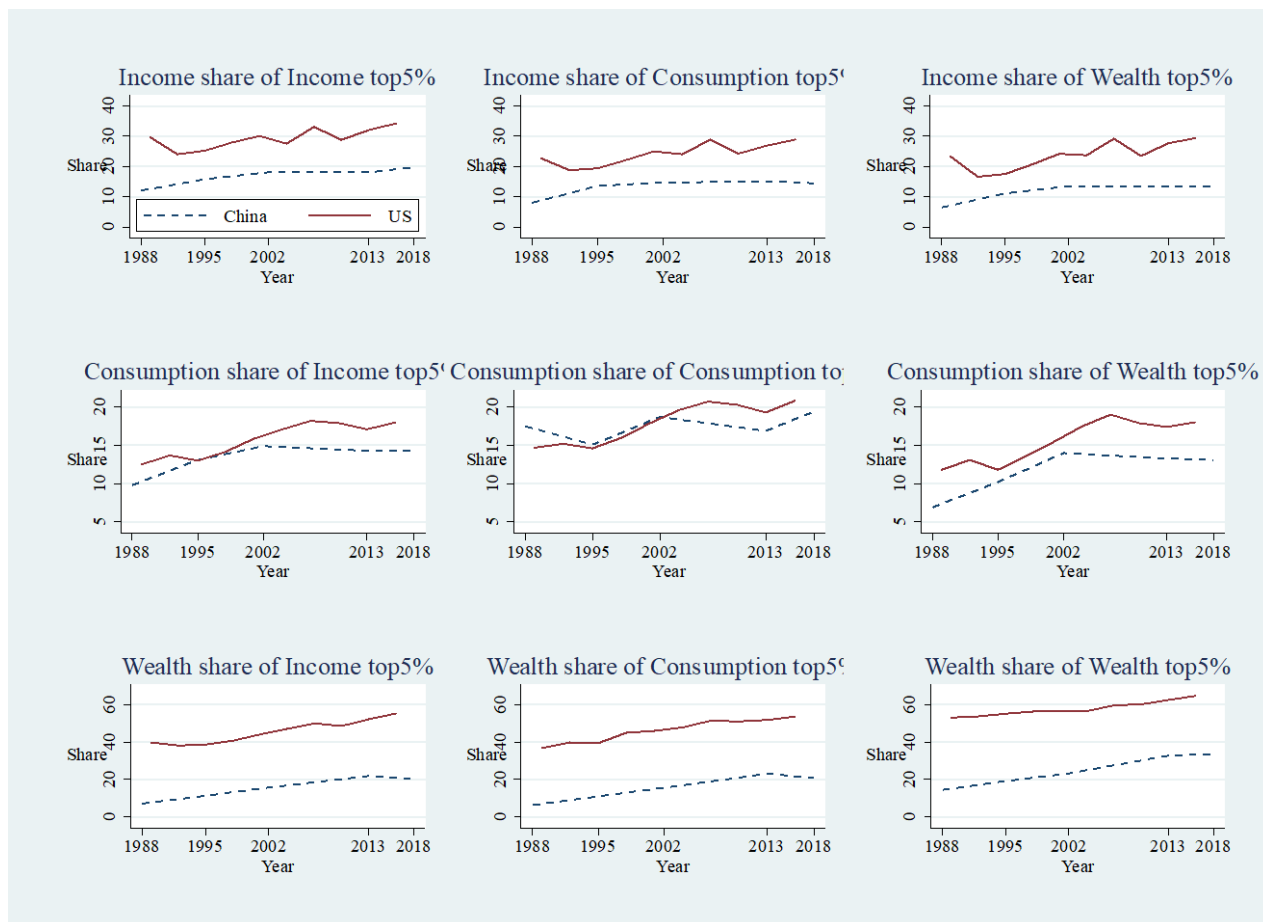 Income share of Income top5%
40
30
20
10
0
Share
China
US
1988 1995 2002 2013 2018
Year
Income share of Consumption top5%
40
30
20
10
0
Share
1988 1995 2002 2013 2018
Year
Income share of Wealth top5%
40
30
20
10
0
Share
1988 1995 2002 2013 2018
Year
Consumption share of Income top5%
20
15
10
5
Share
1988 1995 2002 2013 2018
Year
Consumption share of Consumption to
20
15
10
5
Share
1988 1995 2002 2013 2018
Year
Consumption share of Wealth top5%
20
15
10
5
Share
1988 1995 2002 2013 2018
Year
Wealth share of Income top5%
60
40
20
0
Share
1988 1995 2002 2013 2018
Year
Wealth share of Consumption top5%
60
40
20
0
Share
1988 1995 2002 2013 2018
Year
Wealth share of Wealth top5%
60
40
20
0
Share
1988 1995 2002 2013 2018
Year